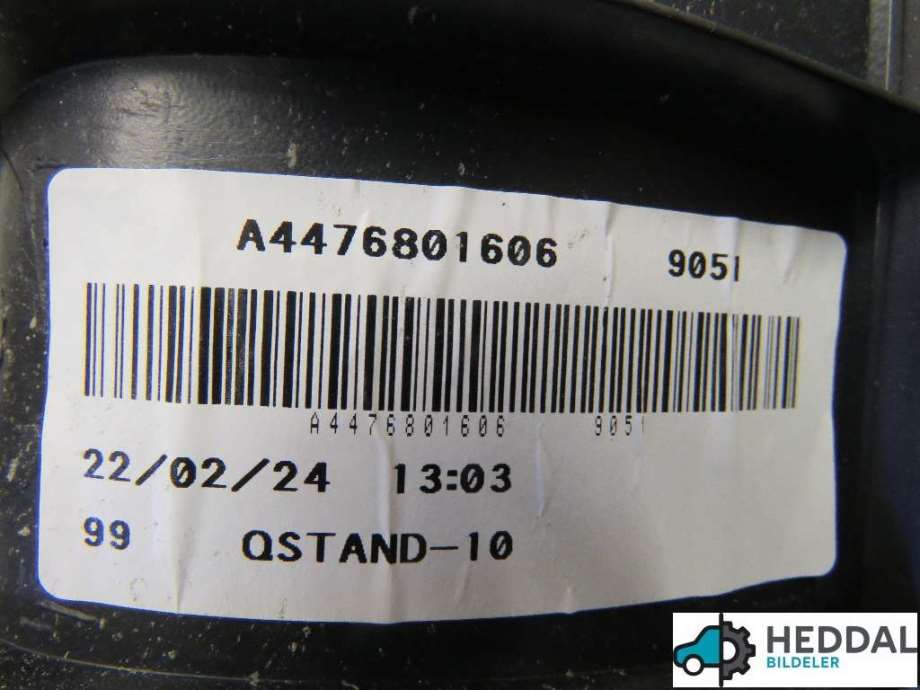 A4476801606 9051
A4476801606 9051
22/02/24 13:03
99 QSTAND-10
HEDDAL
BILDELER